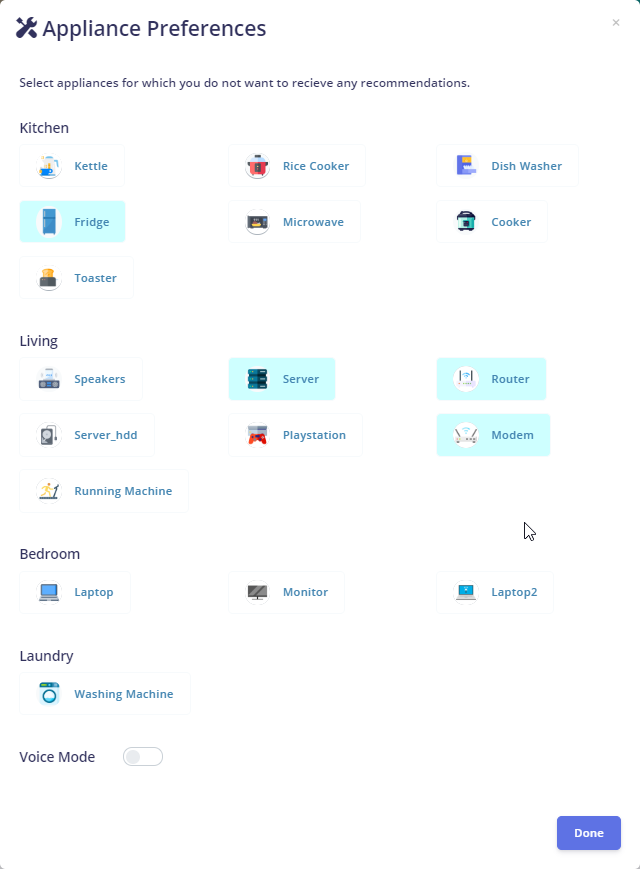 Appliance Preferences
×
Select appliances for which you do not want to recieve any recommendations.
Kitchen
Kettle Rice Cooker Dish Washer
Fridge Microwave Cooker
Toaster
Living
Speakers Server Router
Server_hdd Playstation Modem
Running Machine
Bedroom
Laptop Monitor Laptop2
Laundry
Washing Machine
Voice Mode
Done